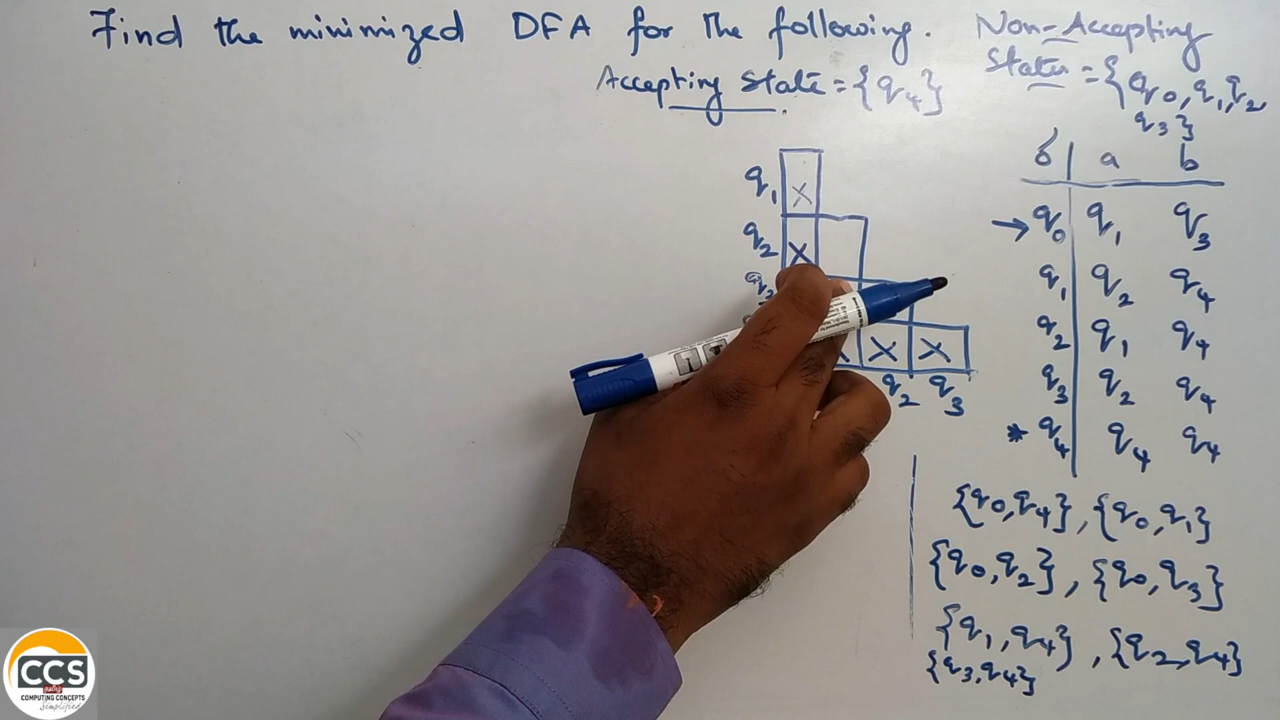 Find the minimized DFA for The following.
Non-Accepting
States = {q0, q1, q2
q3}
Accepting State = {q4}
q1 X
q2 X
q3
X X X
q2 q3
δ a b
→ q0 q1 q3
q1 q2 q4
q2 q1 q4
q3 q2 q4
* q4 q4 q4
{q0, q4}, {q0, q1}
{q0, q2}, {q0, q3}
{q1, q4}, {q2, q4}
{q3, q4}
CCS
COMPUTING CONCEPTS
Simplified